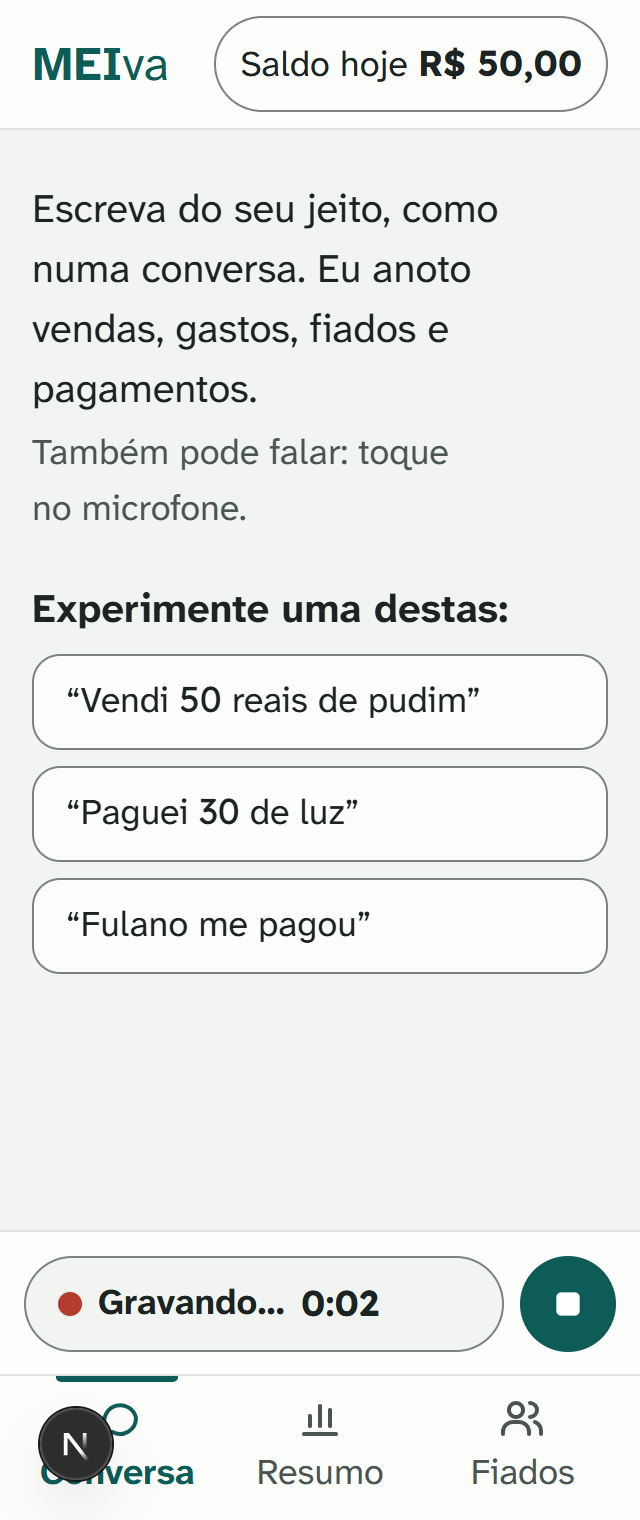 MEIva
Saldo hoje R$ 50,00
Escreva do seu jeito, como
numa conversa. Eu anoto
vendas, gastos, fiados e
pagamentos.
Também pode falar: toque
no microfone.
Experimente uma destas:
“Vendi 50 reais de pudim”
“Paguei 30 de luz”
“Fulano me pagou”
Gravando... 0:02
N
Conversa
Resumo
Fiados